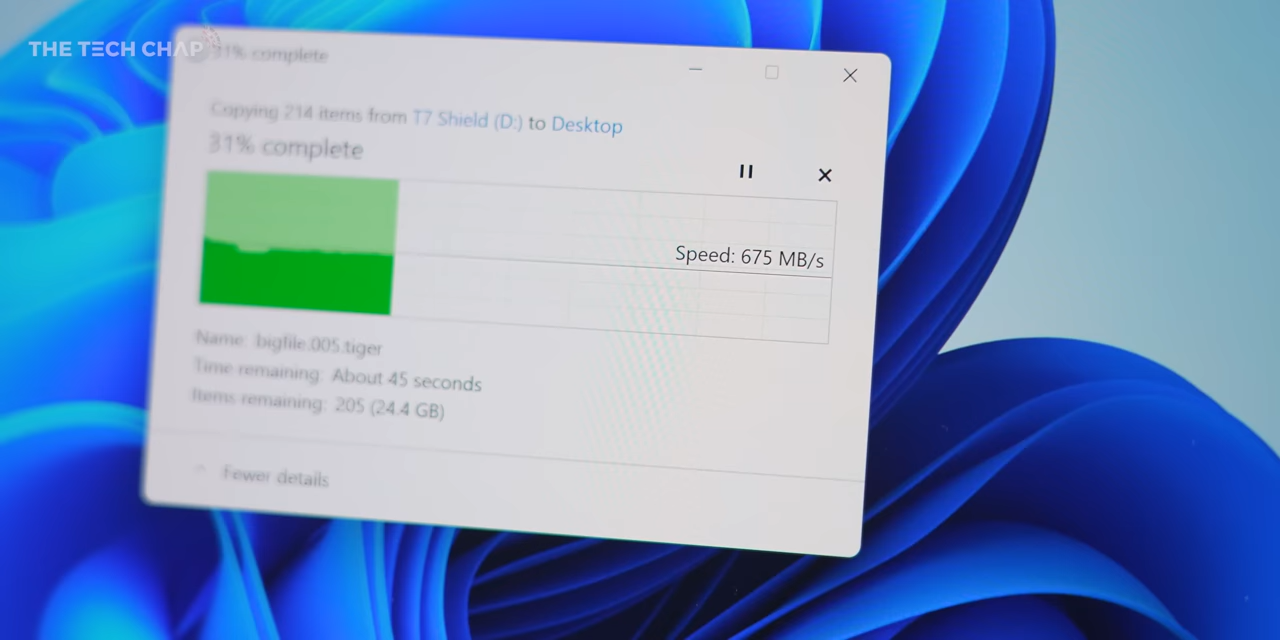 THE TECH CHAP
31% complete
Copying 214 items from T7 Shield (D:) to Desktop
31% complete
Speed: 675 MB/s
Name: bigfile.005.tiger
Time remaining: About 45 seconds
Items remaining: 205 (24.4 GB)
Fewer details